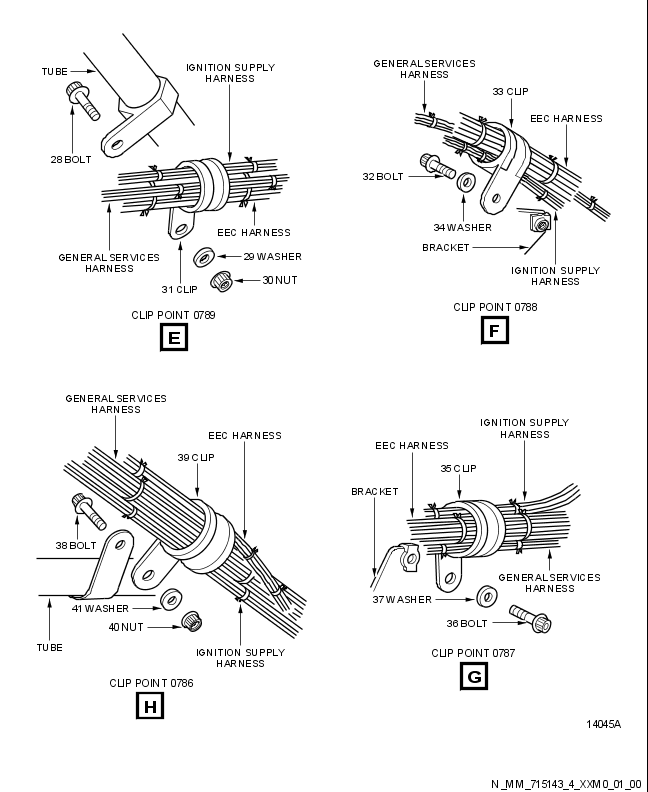 TUBE
IGNITION SUPPLY
HARNESS
28 BOLT
GENERAL SERVICES
HARNESS
EEC HARNESS
29 WASHER
30 NUT
31 CLIP
CLIP POINT 0789
E
GENERAL SERVICES
HARNESS
33 CLIP
EEC HARNESS
32 BOLT
34 WASHER
BRACKET
IGNITION SUPPLY
HARNESS
CLIP POINT 0788
F
GENERAL SERVICES
HARNESS
EEC HARNESS
39 CLIP
38 BOLT
41 WASHER
40 NUT
TUBE
IGNITION SUPPLY
HARNESS
CLIP POINT 0786
H
IGNITION SUPPLY
HARNESS
EEC HARNESS
35 CLIP
BRACKET
GENERAL SERVICES
HARNESS
37 WASHER
36 BOLT
CLIP POINT 0787
G
14045A
N_MM_715143_4_XXM0_01_00